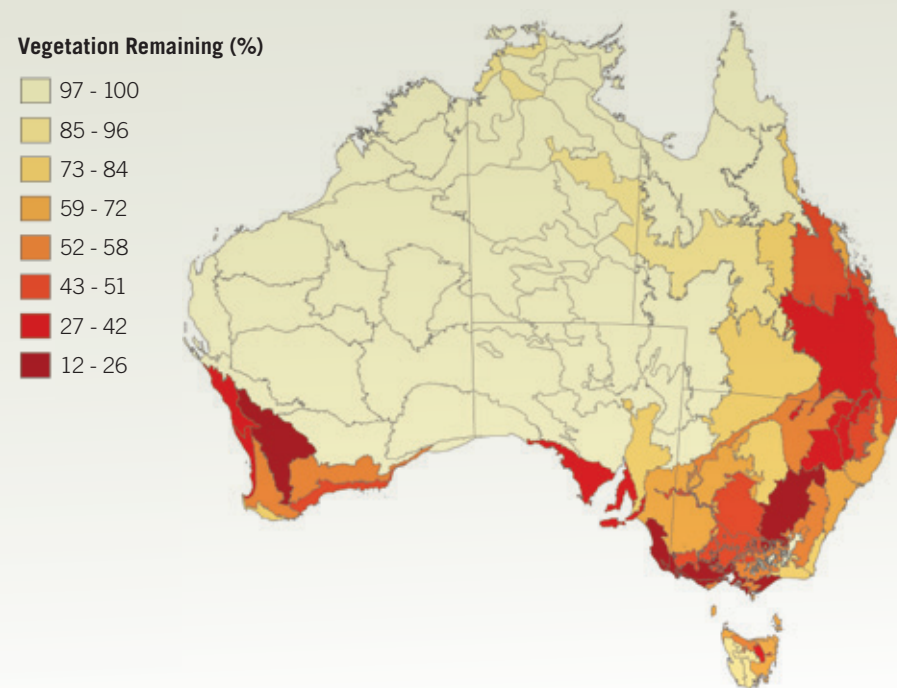 Vegetation Remaining (%)
97 - 100
85 - 96
73 - 84
59 - 72
52 - 58
43 - 51
27 - 42
12 - 26